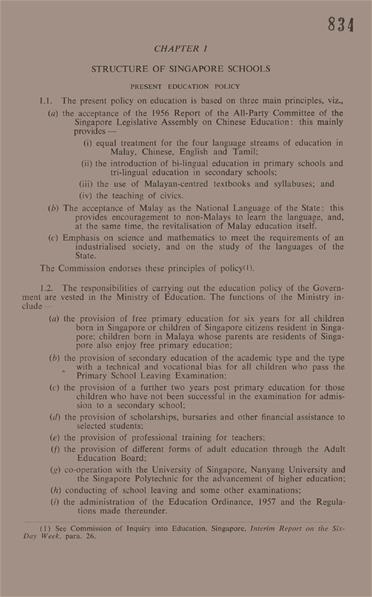 834
CHAPTER I
STRUCTURE OF SINGAPORE SCHOOLS
PRESENT EDUCATION POLICY
1.1. The present policy on education is based on three main principles, viz.,
(a) the acceptance of the 1956 Report of the All-Party Committee of the
Singapore Legislative Assembly on Chinese Education: this mainly
provides —
(i) equal treatment for the four language streams of education in
Malay, Chinese, English and Tamil;
(ii) the introduction of bi-lingual education in primary schools and
tri-lingual education in secondary schools;
(iii) the use of Malayan-centred textbooks and syllabuses; and
(iv) the teaching of civics.
(b) The acceptance of Malay as the National Language of the State: this
provides encouragement to non-Malays to learn the language, and,
at the same time, the revitalisation of Malay education itself.
(c) Emphasis on science and mathematics to meet the requirements of an
industrialised society, and on the study of the languages of the
State.
The Commission endorses these principles of policy(1).
1.2. The responsibilities of carrying out the education policy of the Govern-
ment are vested in the Ministry of Education. The functions of the Ministry in-
clude —
(a) the provision of free primary education for six years for all children
born in Singapore or children of Singapore citizens resident in Singa-
pore; children born in Malaya whose parents are residents of Singa-
pore also enjoy free primary education;
(b) the provision of secondary education of the academic type and the type
with a technical and vocational bias for all children who pass the
Primary School Leaving Examination;
(c) the provision of a further two years post primary education for those
children who have not been successful in the examination for admis-
sion to a secondary school;
(d) the provision of scholarships, bursaries and other financial assistance to
selected students;
(e) the provision of professional training for teachers;
(f) the provision of different forms of adult education through the Adult
Education Board;
(g) co-operation with the University of Singapore, Nanyang University and
the Singapore Polytechnic for the advancement of higher education;
(h) conducting of school leaving and some other examinations;
(i) the administration of the Education Ordinance, 1957 and the Regula-
tions made thereunder.
(1) See Commission of Inquiry into Education, Singapore, Interim Report on the Six-
Day Week, para. 26.